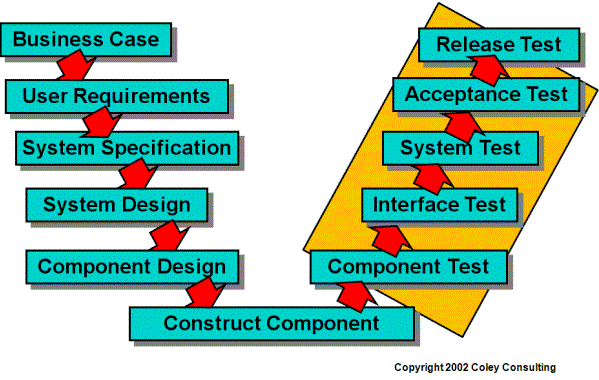 Business Case
User Requirements
System Specification
System Design
Component Design
Construct Component
Component Test
Interface Test
System Test
Acceptance Test
Release Test
Copyright 2002 Coley Consulting